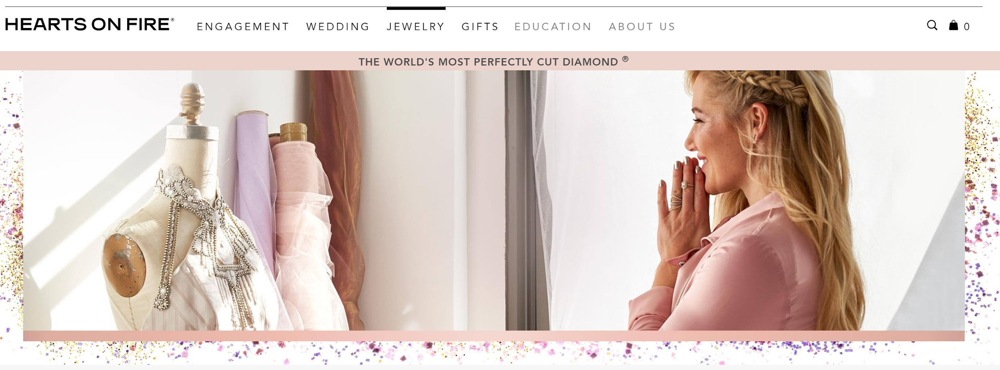 HEARTS ON FIRE® ENGAGEMENT WEDDING JEWELRY GIFTS EDUCATION ABOUT US 0
THE WORLD'S MOST PERFECTLY CUT DIAMOND ®